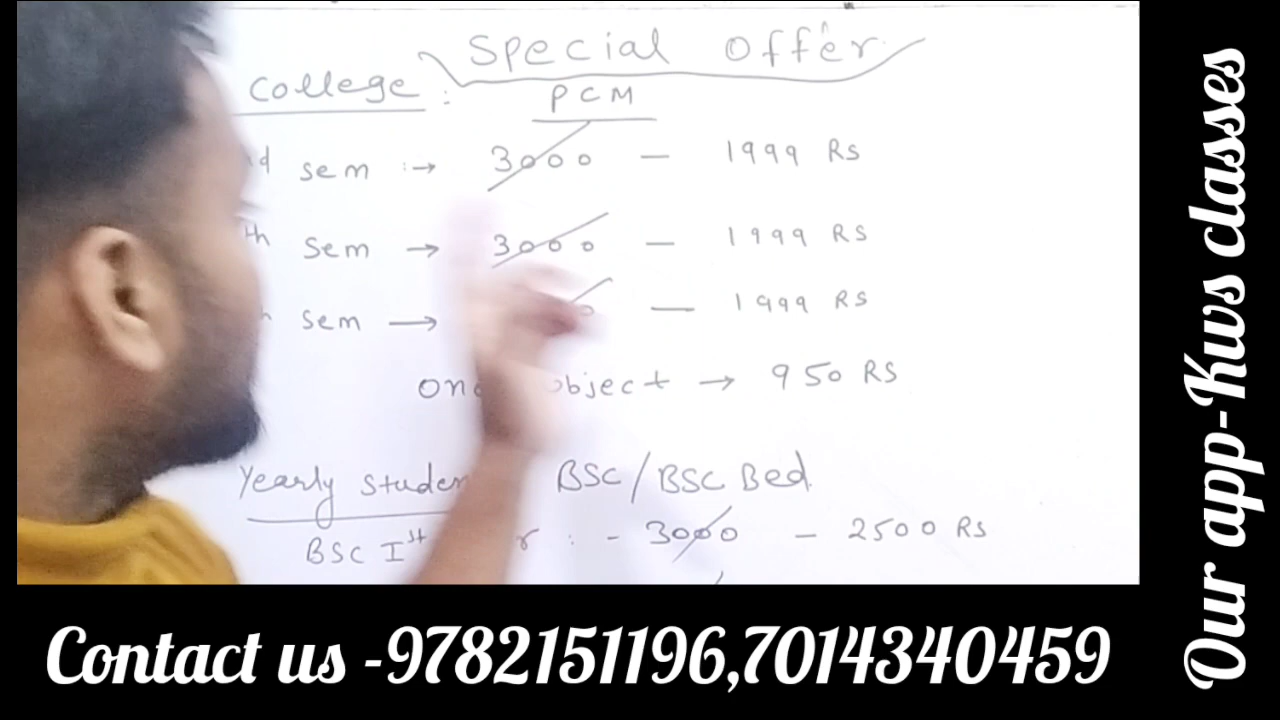 Special Offer
College :
PCM
sem :→ 3000 — 1999 RS
th sem → 3000 — 1999 RS
sem → — 1999 RS
→ 950 RS
Yearly BSC/BSC Bed
BSC Ist : - 3000 - 2500 RS
Contact us -9782151196,7014340459
Our app-Kws classes